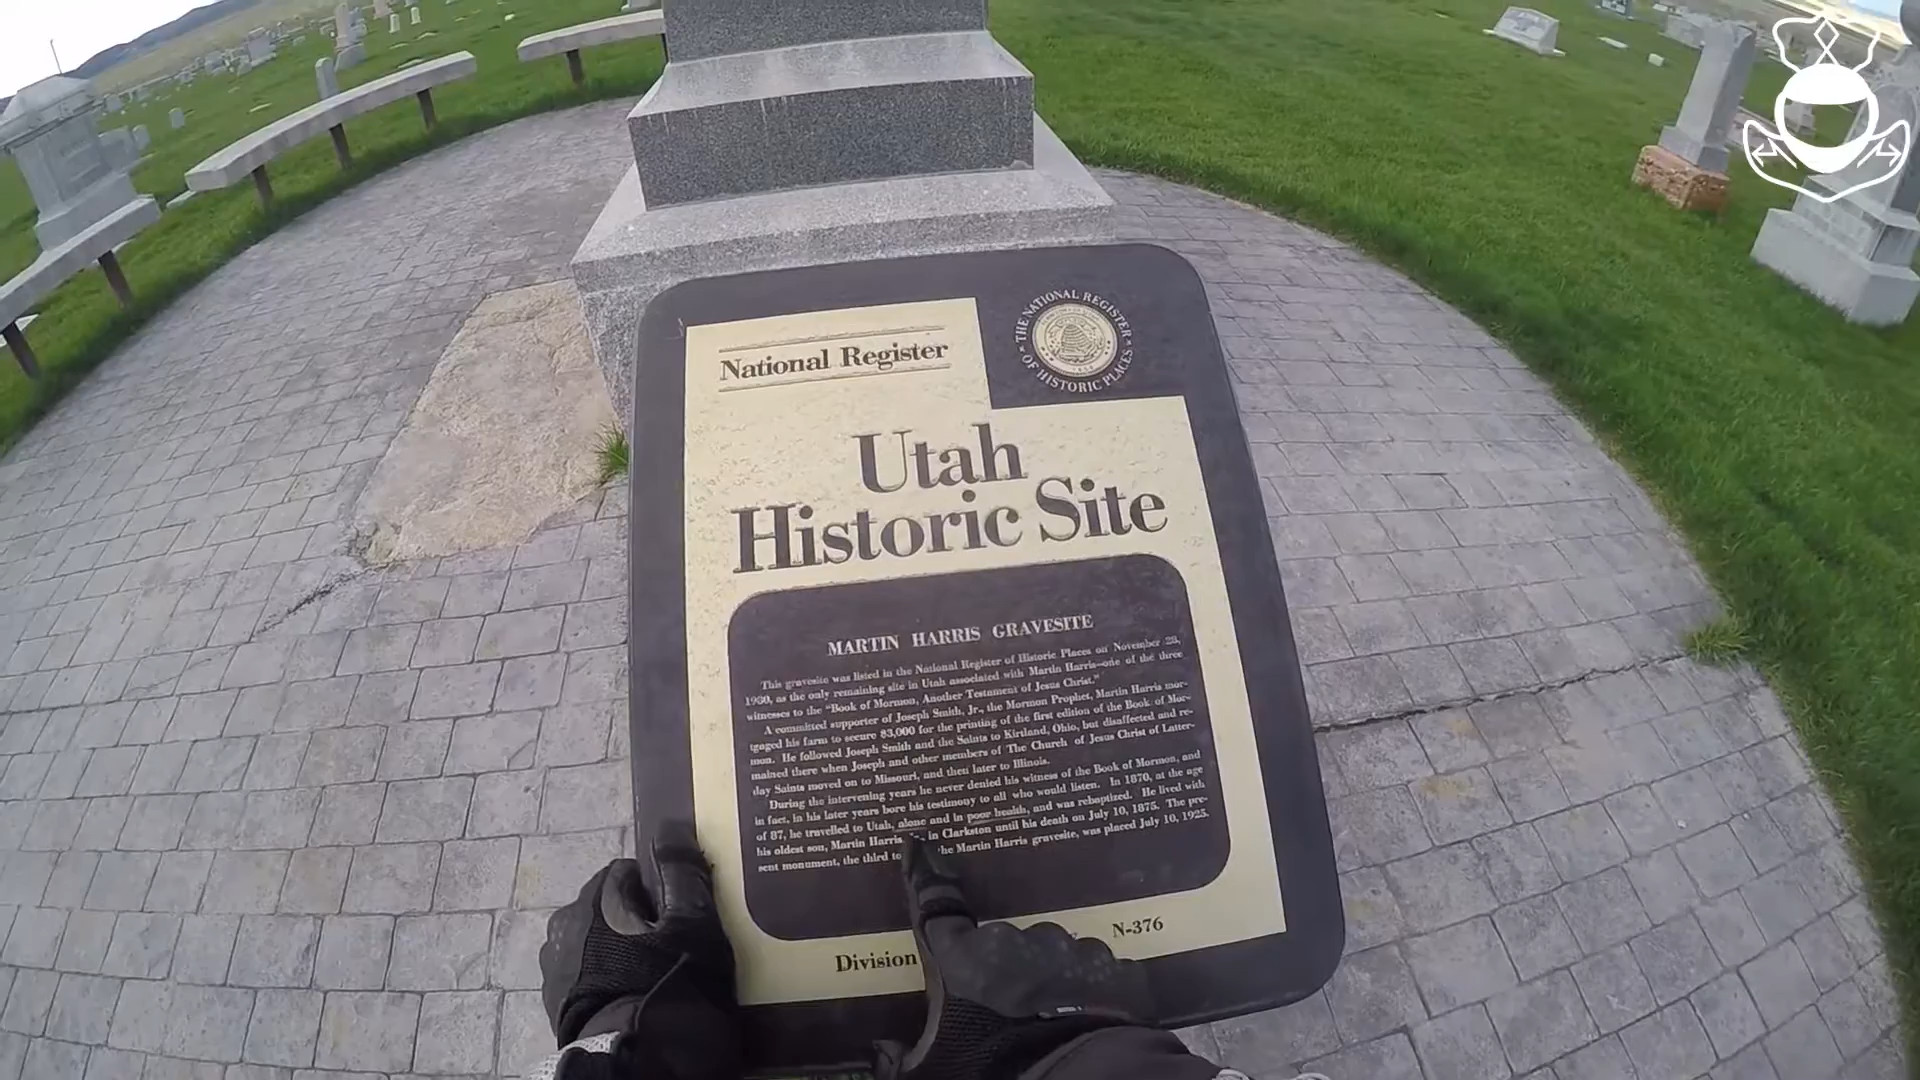 THE NATIONAL REGISTER OF HISTORIC PLACES
National Register
Utah
Historic Site
MARTIN HARRIS GRAVESITE
This gravesite was listed in the National Register of Historic Places on November 28,
1980, as the only remaining site in Utah associated with Martin Harris—one of the three
witnesses to the "Book of Mormon, Another Testament of Jesus Christ."
A committed supporter of Joseph Smith, Jr., the Mormon Prophet, Martin Harris mor-
tgaged his farm to secure $3,000 for the printing of the first edition of the Book of Mor-
mon. He followed Joseph Smith and the Saints to Kirtland, Ohio, but disaffected and re-
mained there when Joseph and other members of The Church of Jesus Christ of Latter-
day Saints moved on to Missouri, and then later to Illinois.
During the intervening years he never denied his witness of the Book of Mormon, and
in fact, in his later years bore his testimony to all who would listen. In 1870, at the age
of 87, he travelled to Utah, alone and in poor health, and was rebaptized. He lived with
his oldest son, Martin Harris in Clarkston until his death on July 10, 1875. The pre-
sent monument, the third to the Martin Harris gravesite, was placed July 10, 1925.
Division N-376